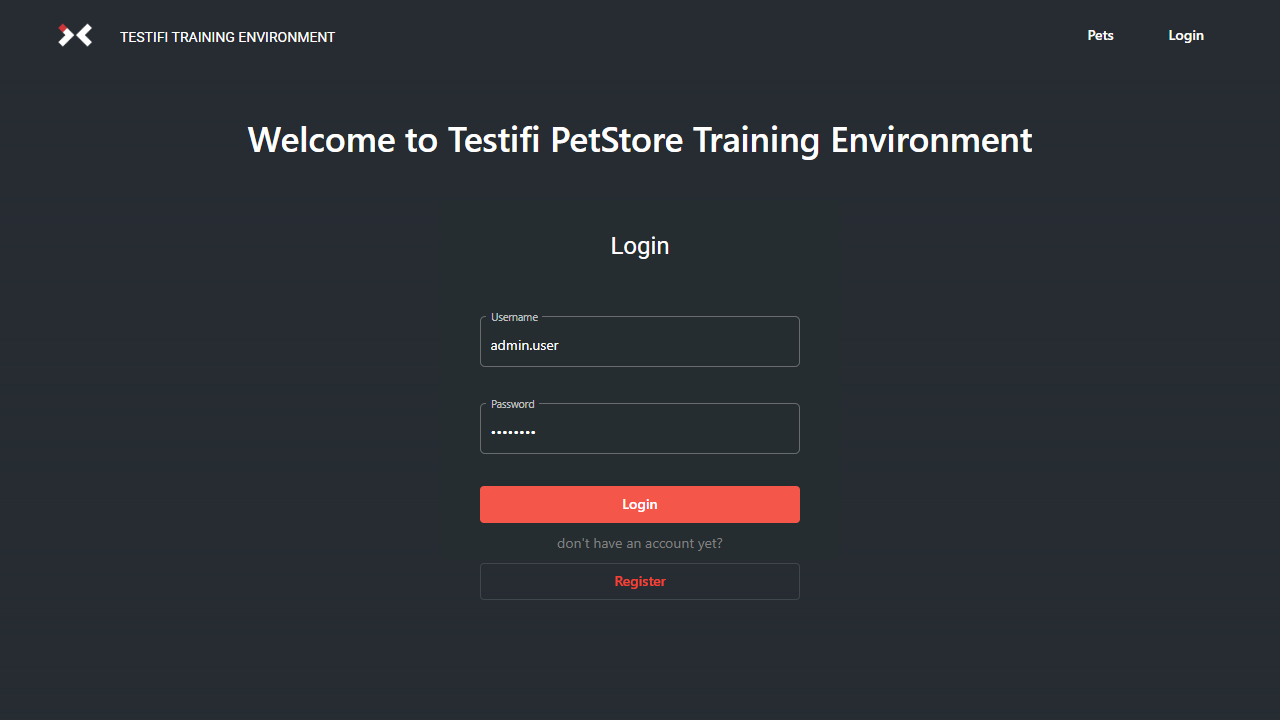 TESTIFI TRAINING ENVIRONMENT
Pets
Login
Welcome to Testifi PetStore Training Environment
Login
Username
admin.user
Password
••••••••
Login
don't have an account yet?
Register